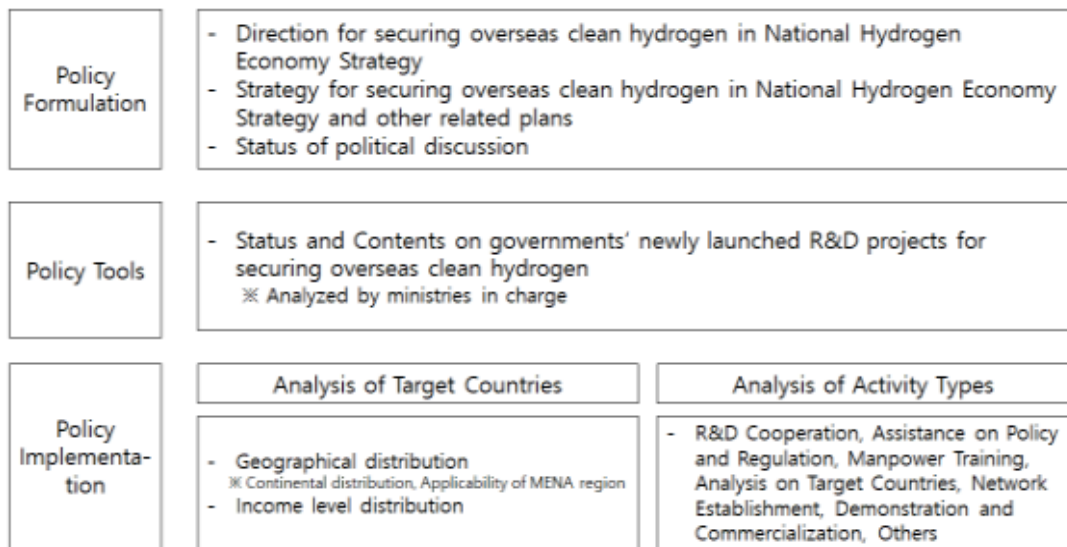 Policy
Formulation
- Direction for securing overseas clean hydrogen in National Hydrogen
Economy Strategy
- Strategy for securing overseas clean hydrogen in National Hydrogen Economy
Strategy and other related plans
- Status of political discussion
Policy Tools
- Status and Contents on governments' newly launched R&D projects for
securing overseas clean hydrogen
※ Analyzed by ministries in charge
Policy
Implementa-
tion
Analysis of Target Countries
- Geographical distribution
※ Continental distribution, Applicability of MENA region
- Income level distribution
Analysis of Activity Types
- R&D Cooperation, Assistance on Policy
and Regulation, Manpower Training,
Analysis on Target Countries, Network
Establishment, Demonstration and
Commercialization, Others